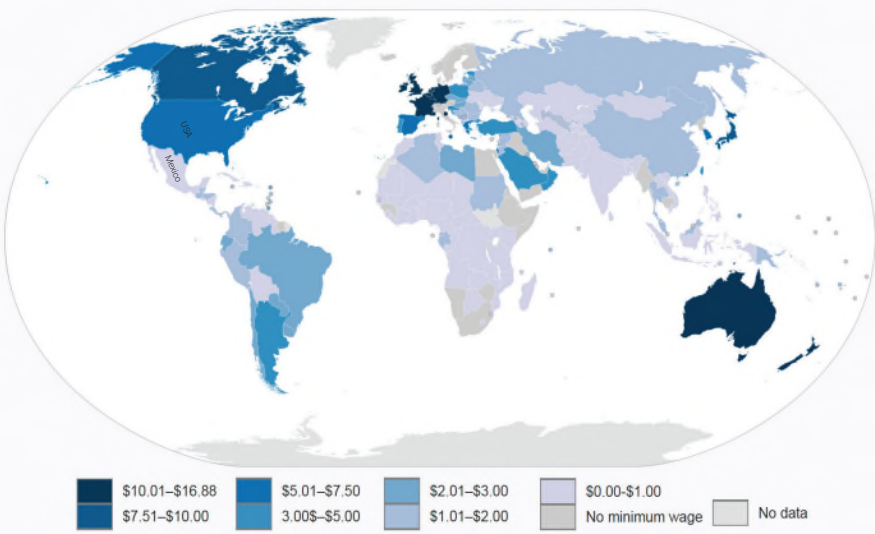 USA
Mexico
$10.01–$16.88
$5.01–$7.50
$2.01–$3.00
$0.00-$1.00
$7.51–$10.00
3.00$–$5.00
$1.01–$2.00
No minimum wage
No data